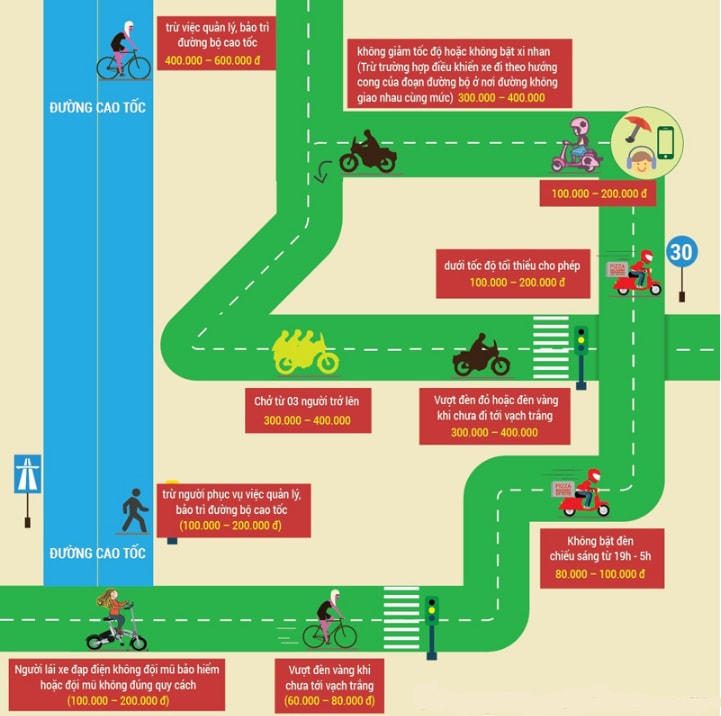 trừ việc quản lý, bảo trì
đường bộ cao tốc
400.000 – 600.000 đ
ĐƯỜNG CAO TỐC
không giảm tốc độ hoặc không bật xi nhan
(Trừ trường hợp điều khiển xe đi theo hướng
cong của đoạn đường bộ ở nơi đường không
giao nhau cùng mức) 300.000 – 400.000
100.000 – 200.000 đ
30
dưới tốc độ tối thiểu cho phép
100.000 – 200.000 đ
PIZZA
Chở từ 03 người trở lên
300.000 – 400.000
Vượt đèn đỏ hoặc đèn vàng
khi chưa đi tới vạch trắng
300.000 – 400.000
trừ người phục vụ việc quản lý,
bảo trì đường bộ cao tốc
(100.000 – 200.000 đ)
PIZZA
Không bật đèn
chiếu sáng từ 19h - 5h
80.000 – 100.000 đ
ĐƯỜNG CAO TỐC
Người lái xe đạp điện không đội mũ bảo hiểm
hoặc đội mũ không đúng quy cách
(100.000 – 200.000 đ)
Vượt đèn vàng khi
chưa tới vạch trắng
(60.000 – 80.000 đ)